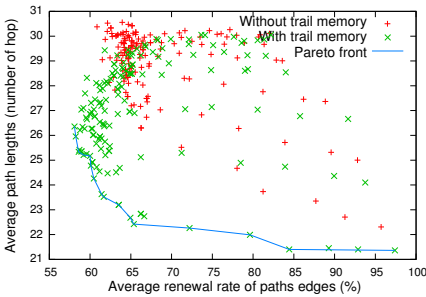 Without trail memory
With trail memory
Pareto front
Average path lengths (number of hop)
31
30
29
28
27
26
25
24
23
22
21
55 60 65 70 75 80 85 90 95 100
Average renewal rate of paths edges (%)